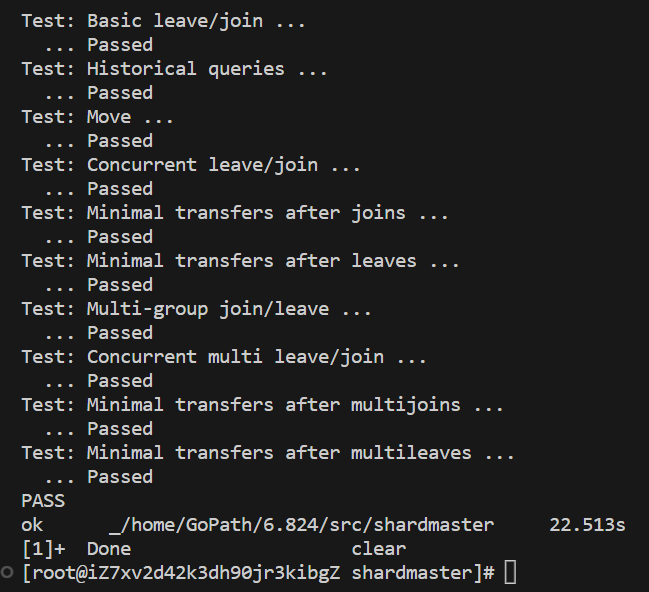 Test: Basic leave/join ...
  ... Passed
Test: Historical queries ...
  ... Passed
Test: Move ...
  ... Passed
Test: Concurrent leave/join ...
  ... Passed
Test: Minimal transfers after joins ...
  ... Passed
Test: Minimal transfers after leaves ...
  ... Passed
Test: Multi-group join/leave ...
  ... Passed
Test: Concurrent multi leave/join ...
  ... Passed
Test: Minimal transfers after multijoins ...
  ... Passed
Test: Minimal transfers after multileaves ...
  ... Passed
PASS
ok      _/home/GoPath/6.824/src/shardmaster     22.513s
[1]+  Done                    clear
[root@iZ7xv2d42k3dh90jr3kibgZ shardmaster]#